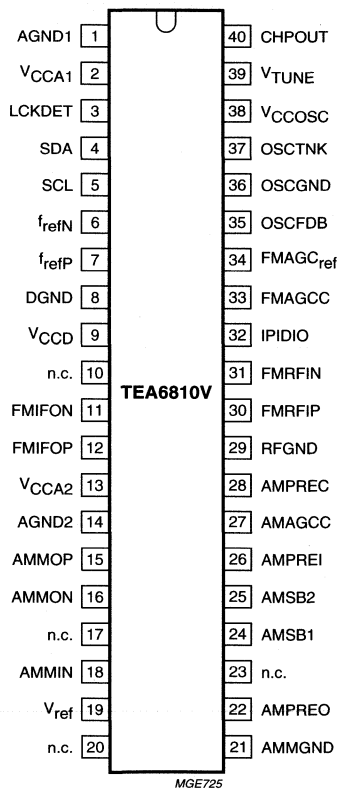 AGND1 1 40 CHPOUT
VCCA1 2 39 VTUNE
LCKDET 3 38 VCCOSC
SDA 4 37 OSCTNK
SCL 5 36 OSCGND
frefN 6 35 OSCFDB
frefP 7 34 FMAGCref
DGND 8 33 FMAGCC
VCCD 9 32 IPIDIO
n.c. 10 31 FMRFIN
TEA6810V
FMIFON 11 30 FMRFIP
FMIFOP 12 29 RFGND
VCCA2 13 28 AMPREC
AGND2 14 27 AMAGCC
AMMOP 15 26 AMPREI
AMMON 16 25 AMSB2
n.c. 17 24 AMSB1
AMMIN 18 23 n.c.
Vref 19 22 AMPREO
n.c. 20 21 AMMGND
MGE725